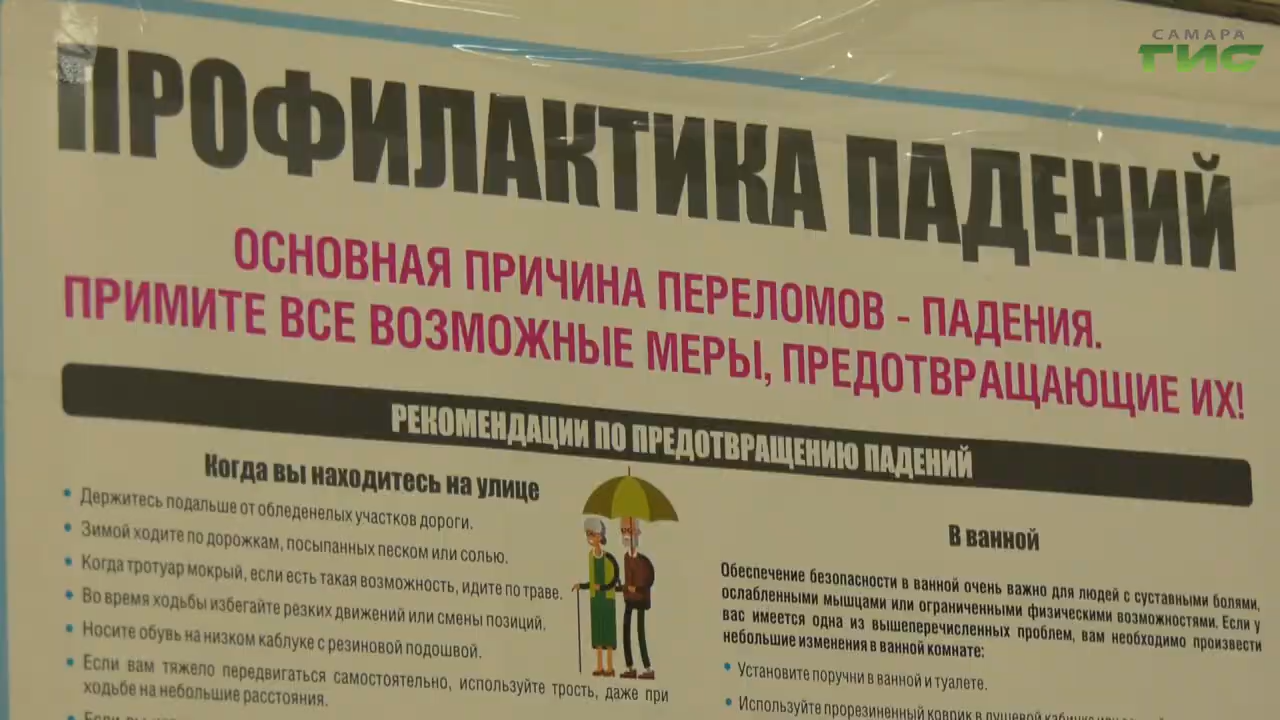 САМАРА
ГИС
ПРОФИЛАКТИКА ПАДЕНИЙ
ОСНОВНАЯ ПРИЧИНА ПЕРЕЛОМОВ - ПАДЕНИЯ.
ПРИМИТЕ ВСЕ ВОЗМОЖНЫЕ МЕРЫ, ПРЕДОТВРАЩАЮЩИЕ ИХ!
РЕКОМЕНДАЦИИ ПО ПРЕДОТВРАЩЕНИЮ ПАДЕНИЙ
Когда вы находитесь на улице
• Держитесь подальше от обледенелых участков дороги.
• Зимой ходите по дорожкам, посыпанных песком или солью.
• Когда тротуар мокрый, если есть такая возможность, идите по траве.
• Во время ходьбы избегайте резких движений или смены позиций.
• Носите обувь на низком каблуке с резиновой подошвой.
• Если вам тяжело передвигаться самостоятельно, используйте трость, даже при
ходьбе на небольшие расстояния.
• Если вы
В ванной
Обеспечение безопасности в ванной очень важно для людей с суставными болями,
ослабленными мышцами или ограниченными физическими возможностями. Если у
вас имеется одна из вышеперечисленных проблем, вам необходимо произвести
небольшие изменения в ванной комнате:
• Установите поручни в ванной и туалете.
• Используйте прорезиненный коврик в душевой